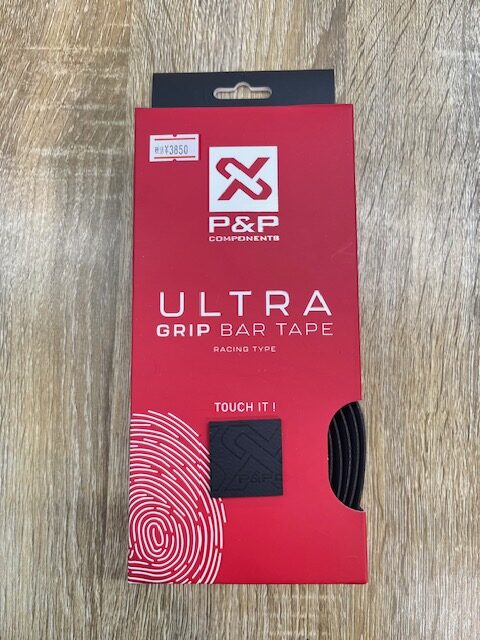 税込¥3850
P&P
COMPONENTS
ULTRA
GRIP BAR TAPE
RACING TYPE
TOUCH IT!
P&P